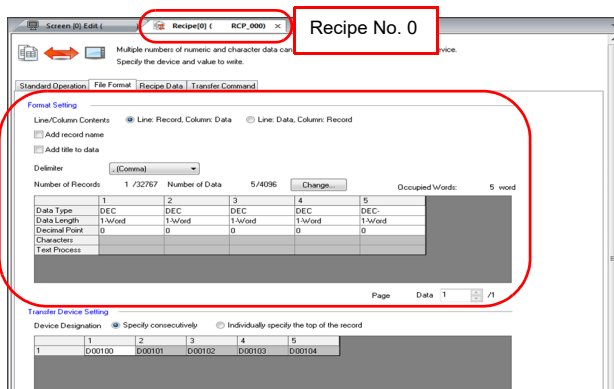 Screen [0] Edit ( ) Recipe[0] ( RCP_000) ×
Recipe No. 0
Multiple numbers of numeric and character data can vice.
Specify the device and value to write.
Standard Operation File Format Recipe Data Transfer Command
Format Setting
Line/Column Contents Line: Record, Column: Data Line: Data, Column: Record
Add record name
Add title to data
Delimiter , (Comma)
Number of Records 1 /32767 Number of Data 5/4096 Change... Occupied Words: 5 word
1 2 3 4 5
Data Type DEC DEC DEC DEC DEC-
Data Length 1-Word 1-Word 1-Word 1-Word 1-Word
Decimal Point 0 0 0 0 0
Characters
Text Process
Page Data 1 /1
Transfer Device Setting
Device Designation Specify consecutively Individually specify the top of the record
1 2 3 4 5
1 D00100 D00101 D00102 D00103 D00104